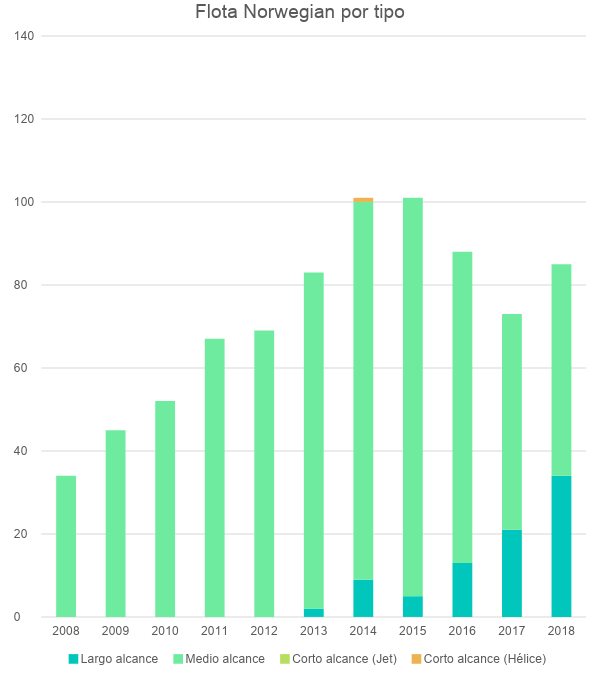 Flota Norwegian por tipo
140
120
100
80
60
40
20
0
2008 2009 2010 2011 2012 2013 2014 2015 2016 2017 2018
Largo alcance Medio alcance Corto alcance (Jet) Corto alcance (Hélice)